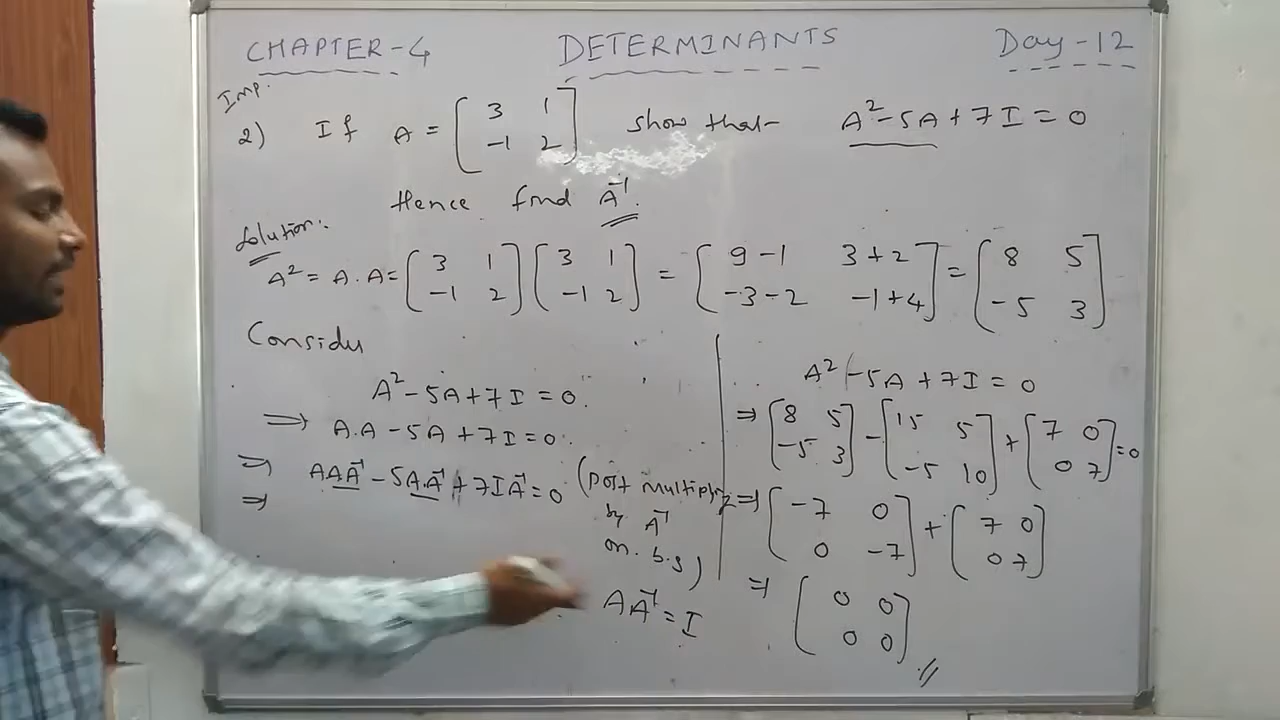 CHAPTER-4 DETERMINANTS Day-12
Imp.
2) If A = [3 1; -1 2] show that A² - 5A + 7I = 0
Hence find A⁻¹.
Solution:
A² = A.A = [3 1; -1 2] [3 1; -1 2] = [9-1 3+2; -3-2 -1+4] = [8 5; -5 3]
Consider
A² - 5A + 7I = 0.
⇒ A.A - 5A + 7I = 0.
⇒ AAA⁻¹ - 5A.A⁻¹ + 7IA⁻¹ = 0 (post multiply
by A⁻¹
on b.s)
⇒
AA⁻¹ = I
A² - 5A + 7I = 0
⇒ [8 5; -5 3] - [15 5; -5 10] + [7 0; 0 7] = 0
⇒ [-7 0; 0 -7] + [7 0; 0 7]
⇒ [0 0; 0 0] //